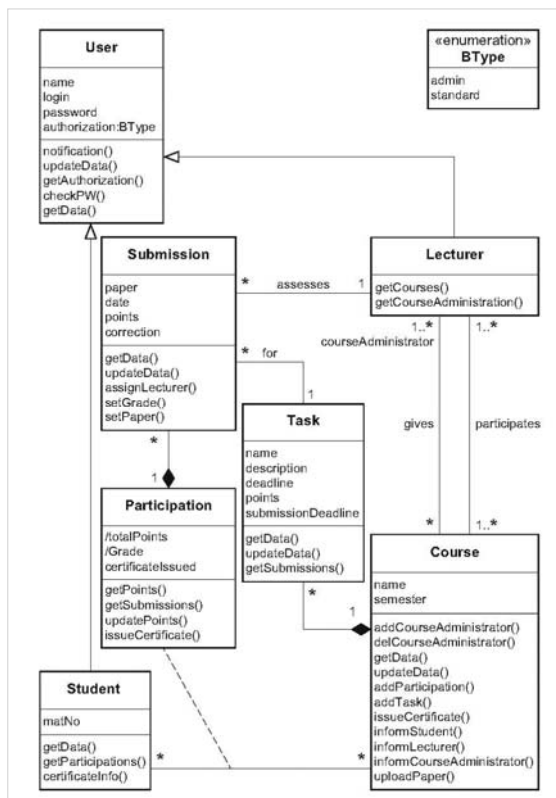 User
name
login
password
authorization:BType
notification()
updateData()
getAuthorization()
checkPW()
getData()
«enumeration»
BType
admin
standard
Submission
paper
date
points
correction
getData()
updateData()
assignLecturer()
setGrade()
setPaper()
* assesses 1
Lecturer
getCourses()
getCourseAdministration()
1..* 1..*
courseAdministrator
* for
1
gives participates
* 1..*
Task
name
description
deadline
points
submissionDeadline
getData()
updateData()
getSubmissions()
*
1
*
1
Participation
/totalPoints
/Grade
certificateIssued
getPoints()
getSubmissions()
updatePoints()
issueCertificate()
Course
name
semester
addCourseAdministrator()
delCourseAdministrator()
getData()
updateData()
addParticipation()
addTask()
issueCertificate()
informStudent()
informLecturer()
informCourseAdministrator()
uploadPaper()
Student
matNo
getData()
getParticipations()
certificateInfo()
* *